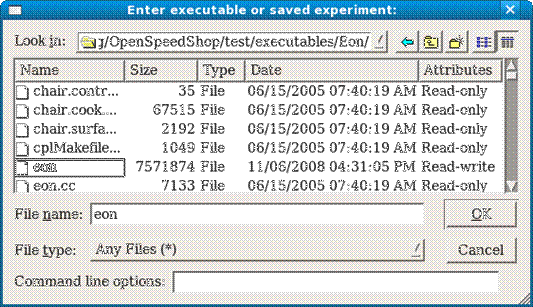 Enter executable or saved experiment:
Look in: g/OpenSpeedShop/test/executables/Eon/
Name Size Type Date Attributes
chair.contr... 35 File 06/15/2005 07:40:19 AM Read-only
chair.cook... 67515 File 06/15/2005 07:40:19 AM Read-only
chair.surfa... 2192 File 06/15/2005 07:40:19 AM Read-only
cplMakefile... 1049 File 06/15/2005 07:40:19 AM Read-only
eon 7571874 File 11/06/2008 04:31:05 PM Read-write
eon.cc 7133 File 06/15/2005 07:40:19 AM Read-only
File name: eon OK
File type: Any Files (*) Cancel
Command line options: